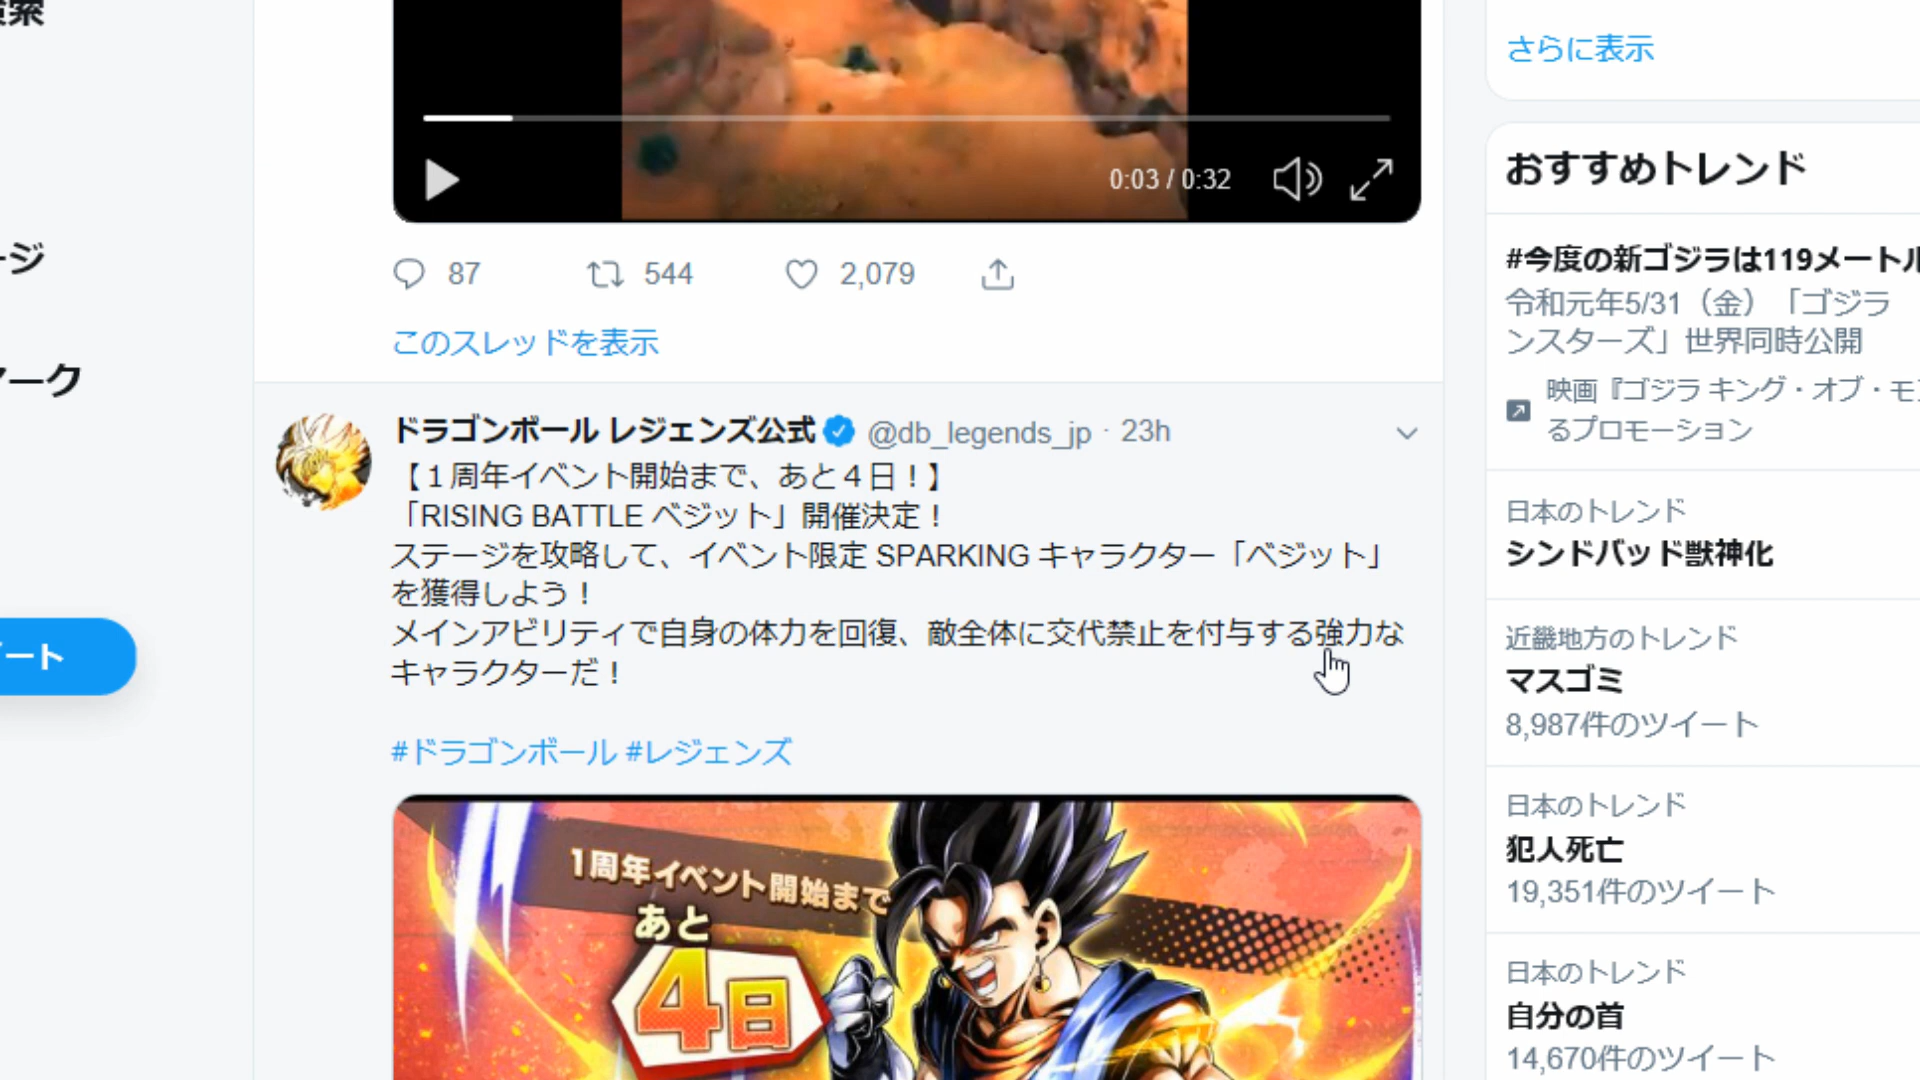 検索
ージ
マーク
ート
0:03 / 0:32
87
544
2,079
このスレッドを表示
ドラゴンボール レジェンズ公式 @db_legends_jp · 23h
【１周年イベント開始まで、あと４日！】
「RISING BATTLE ベジット」開催決定！
ステージを攻略して、イベント限定 SPARKING キャラクター「ベジット」
を獲得しよう！
メインアビリティで自身の体力を回復、敵全体に交代禁止を付与する強力な
キャラクターだ！
#ドラゴンボール #レジェンズ
1周年イベント開始まで
あと
4日
さらに表示
おすすめトレンド
#今度の新ゴジラは119メートル
令和元年5/31（金）「ゴジラ
ンスターズ」世界同時公開
映画『ゴジラ キング・オブ・モ
るプロモーション
日本のトレンド
シンドバッド獣神化
近畿地方のトレンド
マスゴミ
8,987件のツイート
日本のトレンド
犯人死亡
19,351件のツイート
日本のトレンド
自分の首
14,670件のツイート